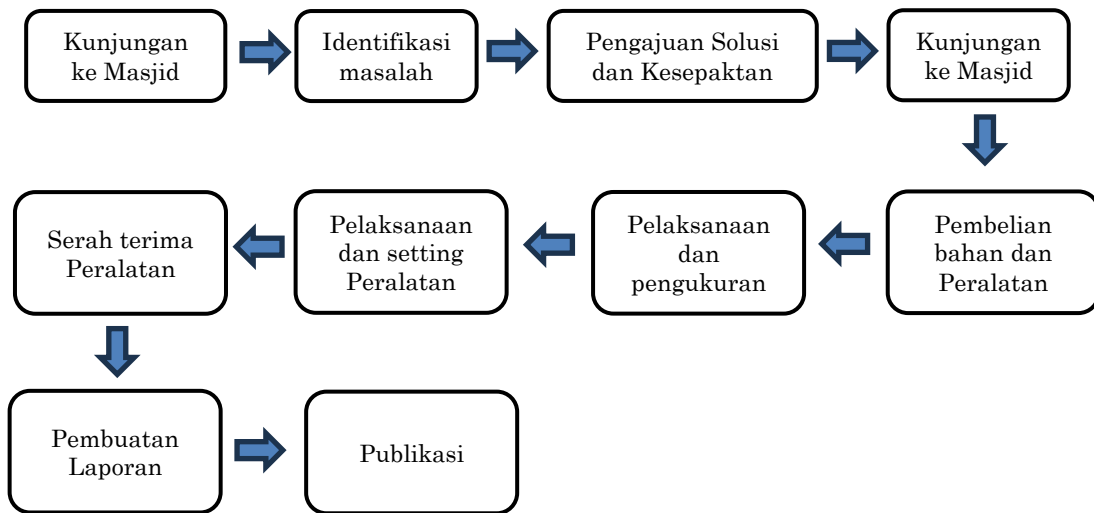 Kunjungan
ke Masjid
Identifikasi
masalah
Pengajuan Solusi
dan Kesepaktan
Kunjungan
ke Masjid
Pembelian
bahan dan
Peralatan
Pelaksanaan
dan
pengukuran
Pelaksanaan
dan setting
Peralatan
Serah terima
Peralatan
Pembuatan
Laporan
Publikasi